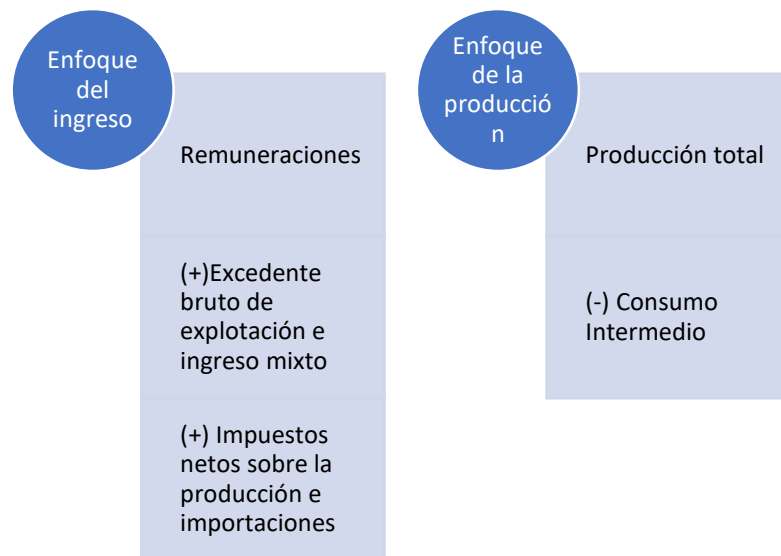 Enfoque
del
ingreso
Remuneraciones
(+)Excedente
bruto de
explotación e
ingreso mixto
(+) Impuestos
netos sobre la
producción e
importaciones
Enfoque
de la
producció
n
Producción total
(-) Consumo
Intermedio